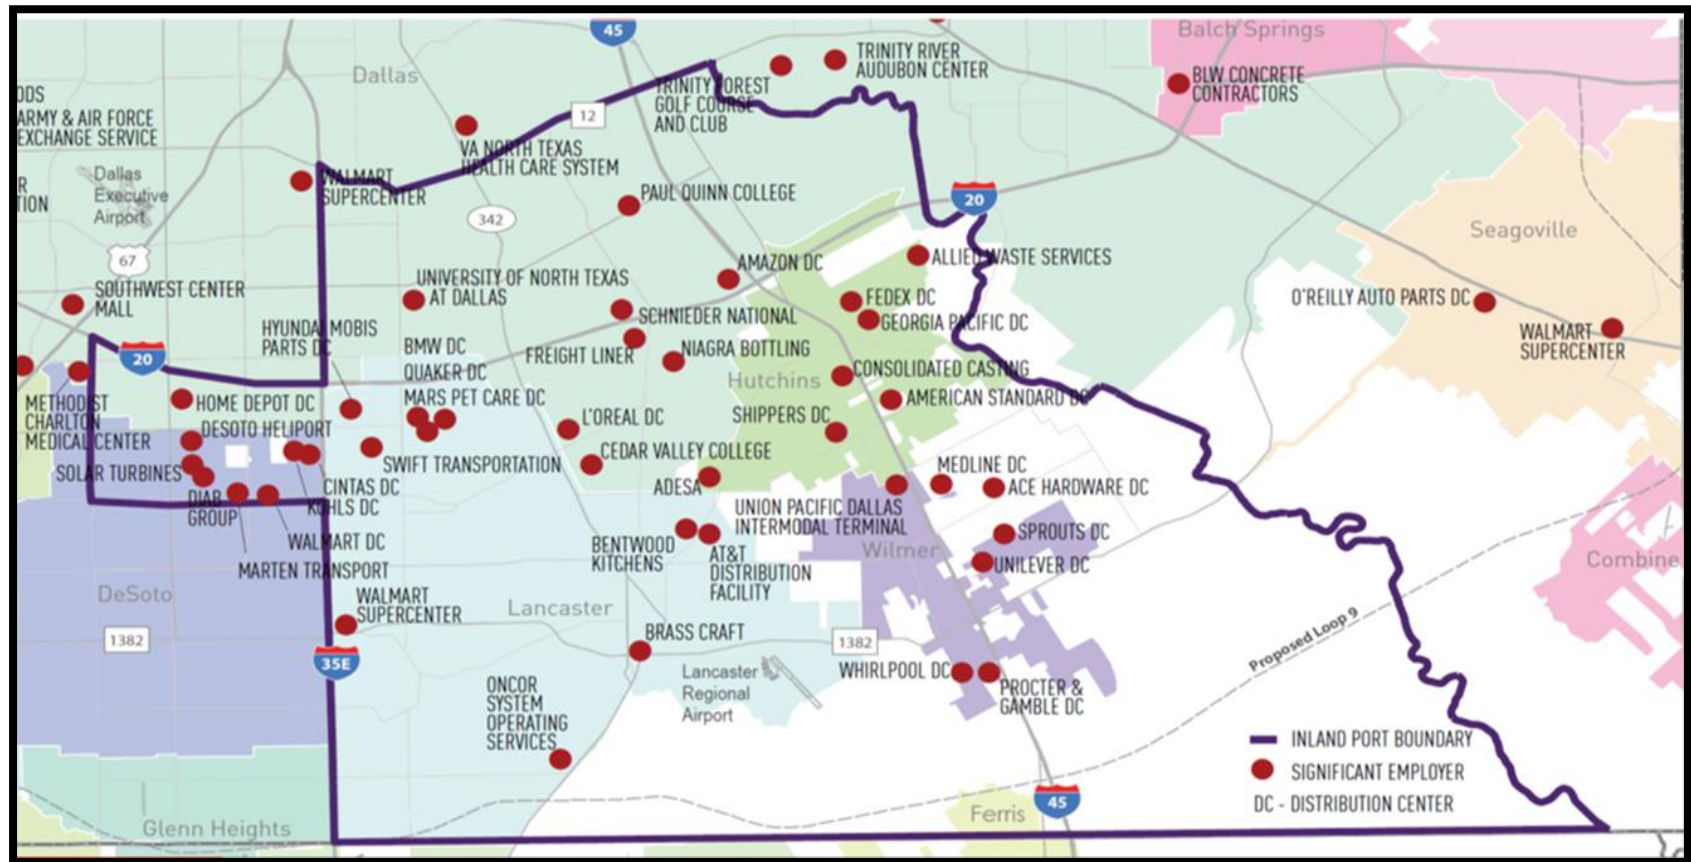 45
Balch Springs
Dallas
TRINITY RIVER
AUDUBON CENTER
BLW CONCRETE
CONTRACTORS
TRINITY FOREST
GOLF COURSE
AND CLUB
12
ODS
ARMY & AIR FORCE
EXCHANGE SERVICE
VA NORTH TEXAS
HEALTH CARE SYSTEM
R
TION
Dallas
Executive
Airport
WALMART
SUPERCENTER
PAUL QUINN COLLEGE
20
342
Seagoville
67
AMAZON DC
ALLIED WASTE SERVICES
UNIVERSITY OF NORTH TEXAS
AT DALLAS
SOUTHWEST CENTER
MALL
FEDEX DC
O'REILLY AUTO PARTS DC
GEORGIA PACIFIC DC
SCHNIEDER NATIONAL
HYUNDAI MOBIS
PARTS DC
WALMART
SUPERCENTER
20
BMW DC
QUAKER DC
MARS PET CARE DC
FREIGHT LINER
NIAGRA BOTTLING
CONSOLIDATED CASTING
Hutchins
AMERICAN STANDARD DC
METHODIST
CHARLTON
MEDICAL CENTER
HOME DEPOT DC
DESOTO HELIPORT
L'OREAL DC
SHIPPERS DC
CEDAR VALLEY COLLEGE
SWIFT TRANSPORTATION
SOLAR TURBINES
MEDLINE DC
ADESA
CINTAS DC
KOHLS DC
ACE HARDWARE DC
DIAB
GROUP
UNION PACIFIC DALLAS
INTERMODAL TERMINAL
SPROUTS DC
WALMART DC
BENTWOOD
KITCHENS
AT&T
DISTRIBUTION
FACILITY
Wilmer
UNILEVER DC
Combine
MARTEN TRANSPORT
DeSoto
WALMART
SUPERCENTER
Lancaster
1382
BRASS CRAFT
1382
Proposed Loop 9
35E
Lancaster
Regional
Airport
WHIRLPOOL DC
PROCTER &
GAMBLE DC
ONCOR
SYSTEM
OPERATING
SERVICES
INLAND PORT BOUNDARY
SIGNIFICANT EMPLOYER
DC - DISTRIBUTION CENTER
45
Ferris
Glenn Heights